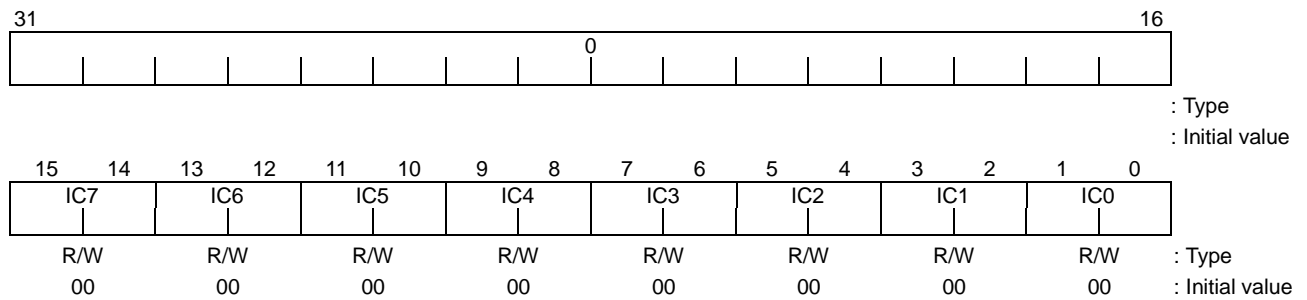 31 16
0
: Type
: Initial value
15 14 13 12 11 10 9 8 7 6 5 4 3 2 1 0
IC7 IC6 IC5 IC4 IC3 IC2 IC1 IC0
R/W R/W R/W R/W R/W R/W R/W R/W : Type
00 00 00 00 00 00 00 00 : Initial value